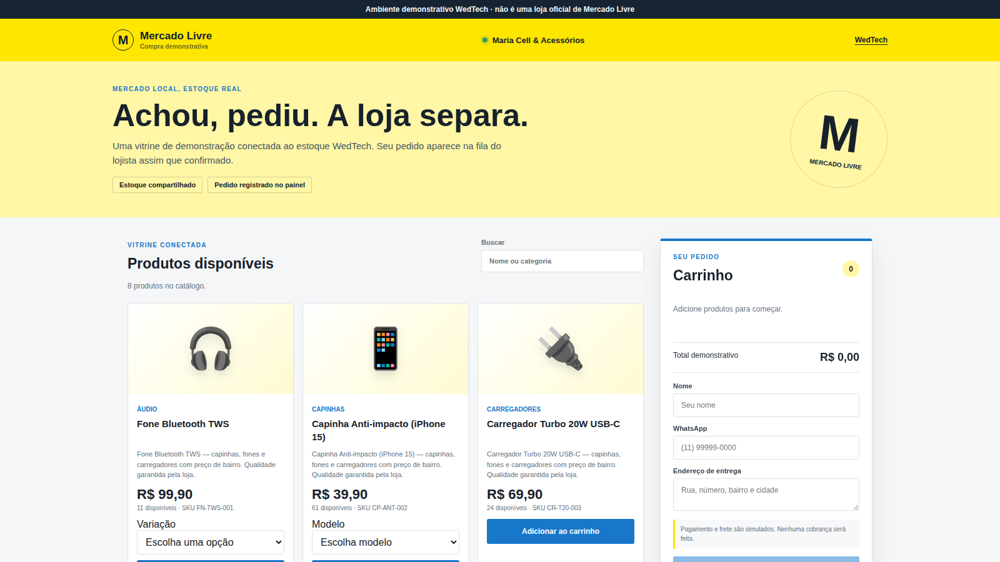 Ambiente demonstrativo WedTech · não é uma loja oficial de Mercado Livre
M
Mercado Livre
Compra demonstrativa
Maria Cell & Acessórios
WedTech
MERCADO LOCAL, ESTOQUE REAL
Achou, pediu. A loja separa.
Uma vitrine de demonstração conectada ao estoque WedTech. Seu pedido aparece na fila do
lojista assim que confirmado.
Estoque compartilhado
Pedido registrado no painel
M
MERCADO LIVRE
VITRINE CONECTADA
Produtos disponíveis
8 produtos no catálogo.
Buscar
Nome ou categoria
ÁUDIO
Fone Bluetooth TWS
Fone Bluetooth TWS — capinhas, fones e
carregadores com preço de bairro. Qualidade
garantida pela loja.
R$ 99,90
11 disponíveis · SKU FN-TWS-001
Variação
Escolha uma opção
CAPINHAS
Capinha Anti-impacto (iPhone
15)
Capinha Anti-impacto (iPhone 15) — capinhas,
fones e carregadores com preço de bairro.
Qualidade garantida pela loja.
R$ 39,90
61 disponíveis · SKU CP-ANT-002
Modelo
Escolha modelo
CARREGADORES
Carregador Turbo 20W USB-C
Carregador Turbo 20W USB-C — capinhas,
fones e carregadores com preço de bairro.
Qualidade garantida pela loja.
R$ 69,90
24 disponíveis · SKU CR-T20-003
Adicionar ao carrinho
SEU PEDIDO
Carrinho
0
Adicione produtos para começar.
Total demonstrativo
R$ 0,00
Nome
Seu nome
WhatsApp
(11) 99999-0000
Endereço de entrega
Rua, número, bairro e cidade
Pagamento e frete são simulados. Nenhuma cobrança será
feita.